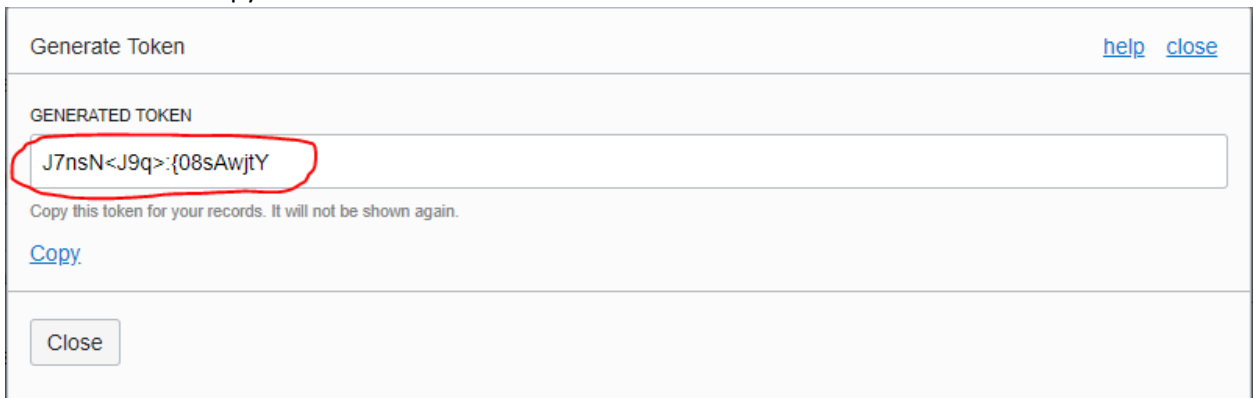 Generate Token help close
GENERATED TOKEN
J7nsN<J9q>:{08sAwjtY
Copy this token for your records. It will not be shown again.
Copy
Close